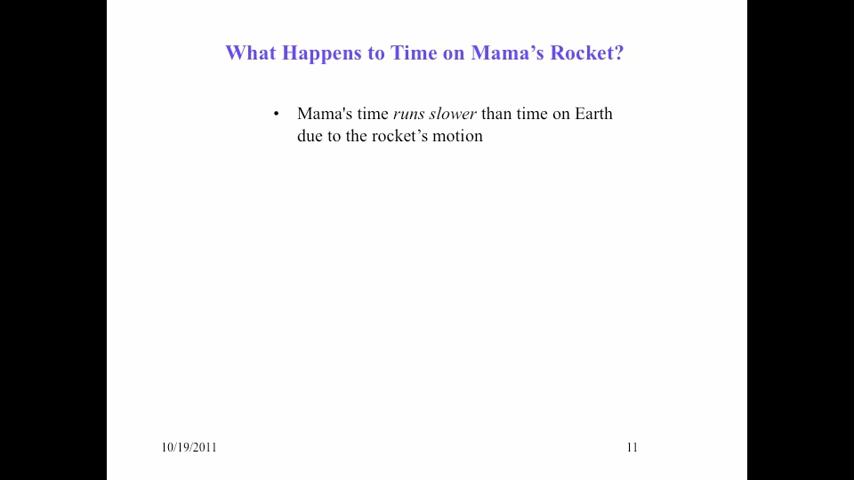 What Happens to Time on Mama’s Rocket?
• Mama's time runs slower than time on Earth
due to the rocket’s motion
10/19/2011
11